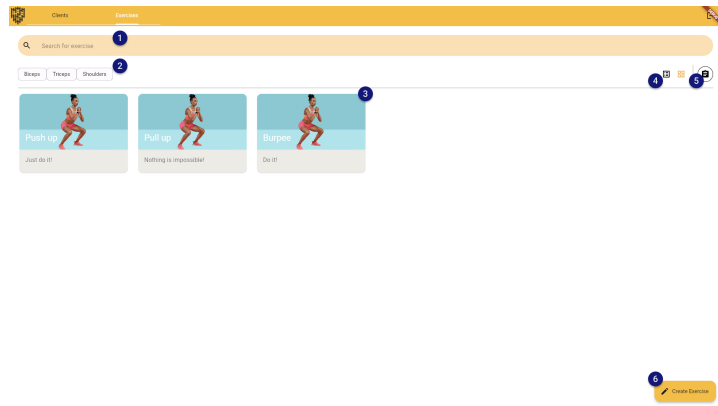 Clients
Exercises
1
Search for exercise
2
Biceps
Triceps
Shoulders
4
5
3
Push up
Pull up
Burpee
Just do it!
Nothing is impossible!
Do it!
6
Create Exercise